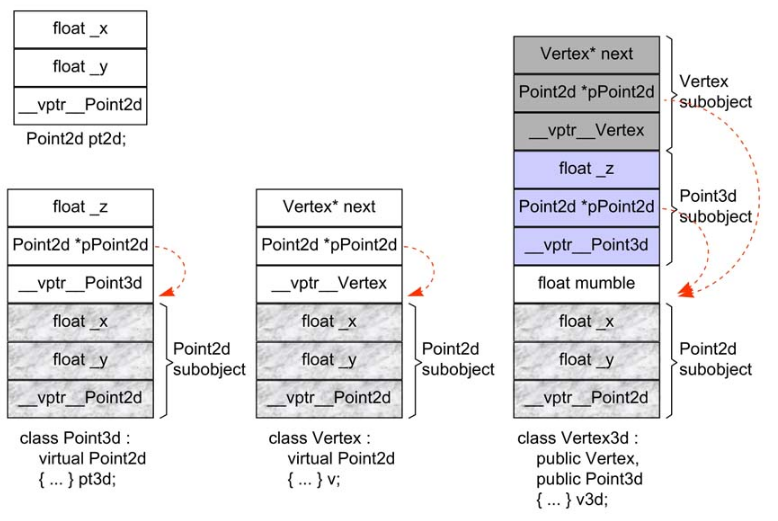 float _x
float _y
__vptr__Point2d
Point2d pt2d;
float _z
Point2d *pPoint2d
__vptr__Point3d
float _x
float _y
__vptr__Point2d
Point2d
subobject
class Point3d :
virtual Point2d
{ ... } pt3d;
Vertex* next
Point2d *pPoint2d
__vptr__Vertex
float _x
float _y
__vptr__Point2d
Point2d
subobject
class Vertex :
virtual Point2d
{ ... } v;
Vertex* next
Point2d *pPoint2d
__vptr__Vertex
Vertex
subobject
float _z
Point2d *pPoint2d
__vptr__Point3d
Point3d
subobject
float mumble
float _x
float _y
__vptr__Point2d
Point2d
subobject
class Vertex3d :
public Vertex,
public Point3d
{ ... } v3d;